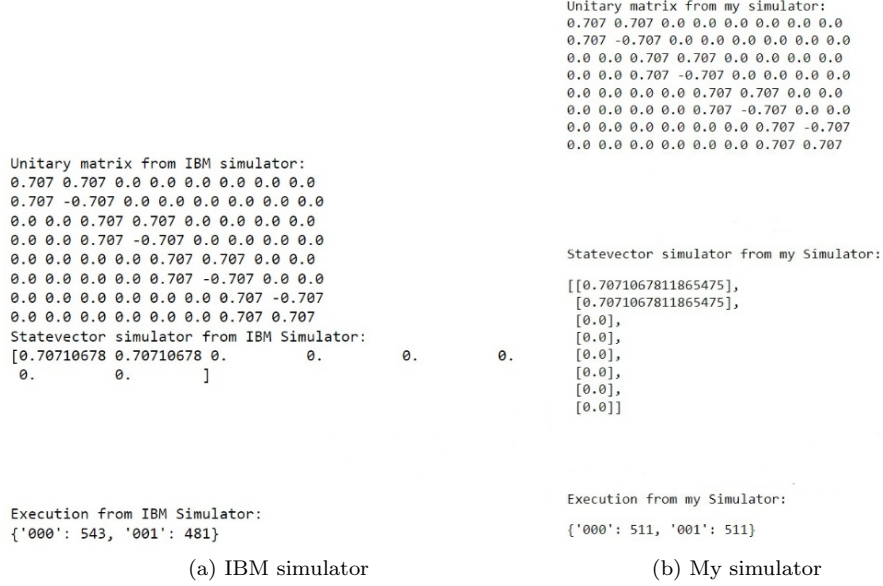 Unitary matrix from IBM simulator:
0.707 0.707 0.0 0.0 0.0 0.0 0.0 0.0
0.707 -0.707 0.0 0.0 0.0 0.0 0.0 0.0
0.0 0.0 0.707 0.707 0.0 0.0 0.0 0.0
0.0 0.0 0.707 -0.707 0.0 0.0 0.0 0.0
0.0 0.0 0.0 0.0 0.707 0.707 0.0 0.0
0.0 0.0 0.0 0.0 0.707 -0.707 0.0 0.0
0.0 0.0 0.0 0.0 0.0 0.0 0.707 -0.707
0.0 0.0 0.0 0.0 0.0 0.0 0.707 0.707
Statevector simulator from IBM Simulator:
[0.70710678 0.70710678 0. 0. 0. 0.
0. 0. ]
Execution from IBM Simulator:
{'000': 543, '001': 481}
(a) IBM simulator
Unitary matrix from my simulator:
0.707 0.707 0.0 0.0 0.0 0.0 0.0 0.0
0.707 -0.707 0.0 0.0 0.0 0.0 0.0 0.0
0.0 0.0 0.707 0.707 0.0 0.0 0.0 0.0
0.0 0.0 0.707 -0.707 0.0 0.0 0.0 0.0
0.0 0.0 0.0 0.0 0.707 0.707 0.0 0.0
0.0 0.0 0.0 0.0 0.707 -0.707 0.0 0.0
0.0 0.0 0.0 0.0 0.0 0.0 0.707 -0.707
0.0 0.0 0.0 0.0 0.0 0.0 0.707 0.707
Statevector simulator from my Simulator:
[[0.7071067811865475],
[0.7071067811865475],
[0.0],
[0.0],
[0.0],
[0.0],
[0.0],
[0.0]]
Execution from my Simulator:
{'000': 511, '001': 511}
(b) My simulator